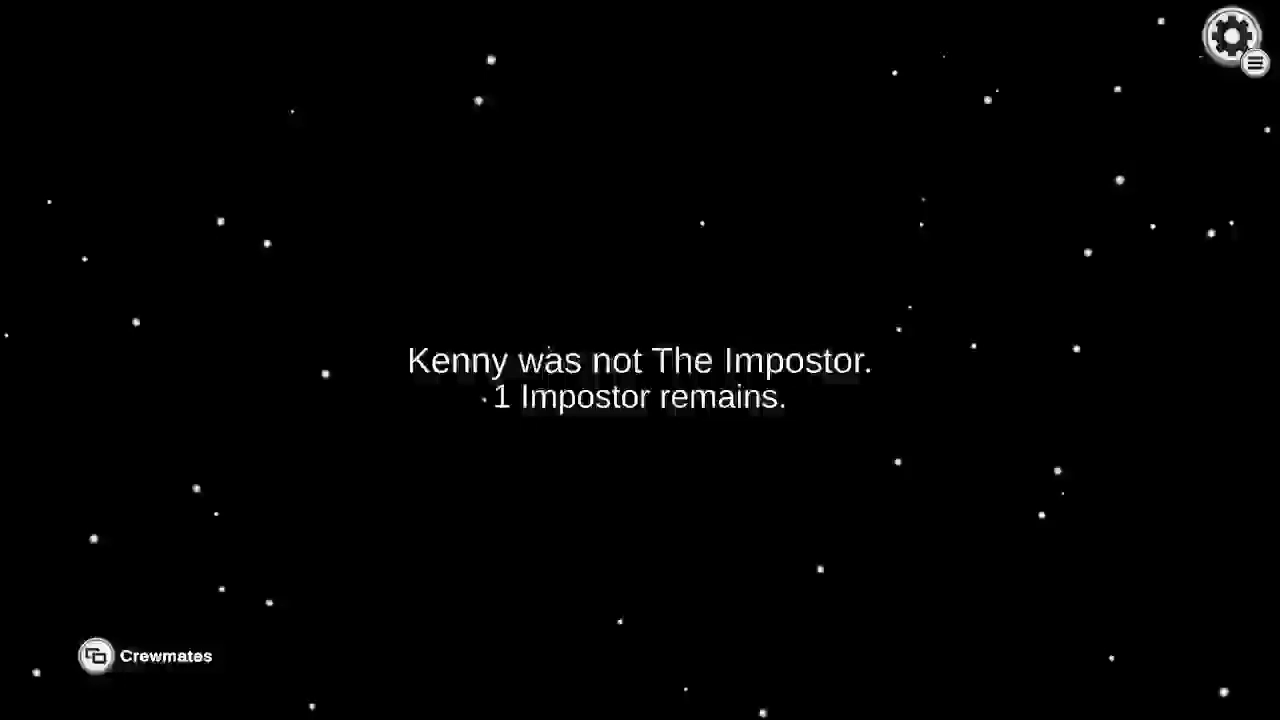 Kenny was not The Impostor.
1 Impostor remains.
Crewmates